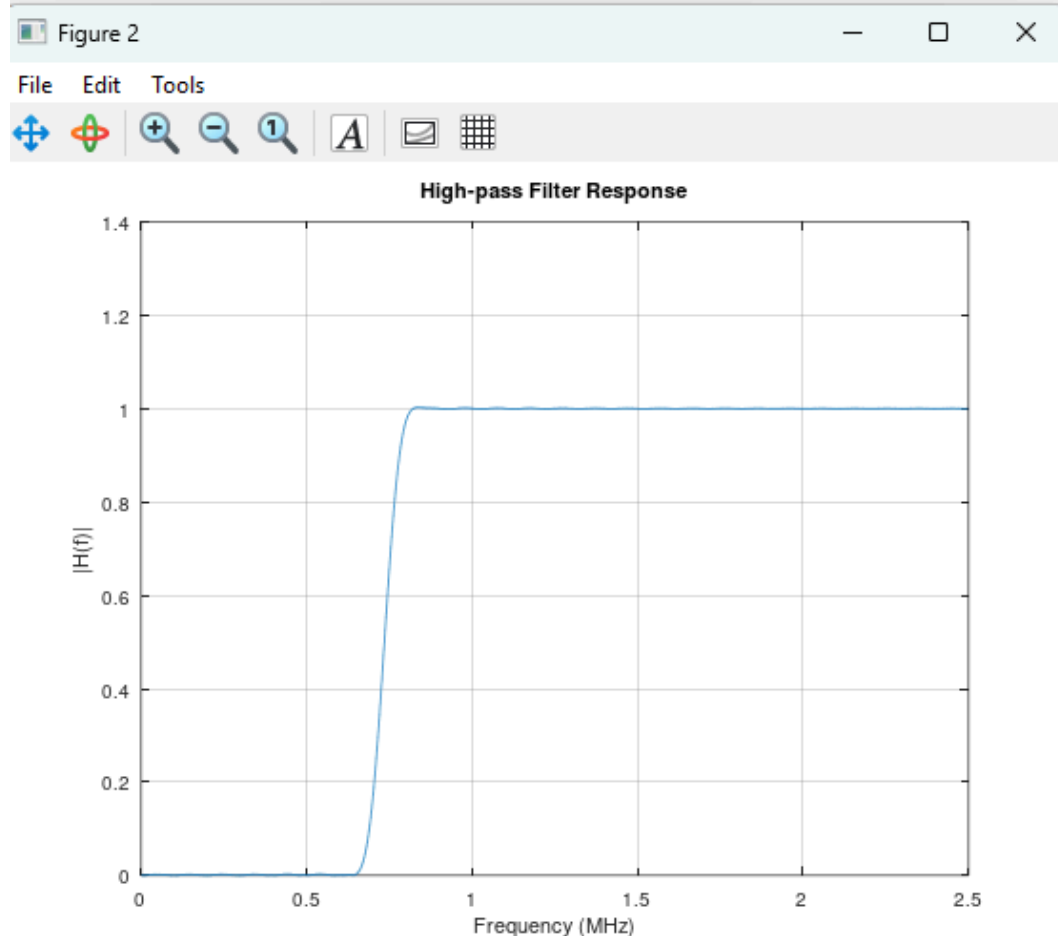 Figure 2
File Edit Tools
1
A
High-pass Filter Response
1.4
1.2
1
0.8
0.6
0.4
0.2
0
|H(f)|
0 0.5 1 1.5 2 2.5
Frequency (MHz)